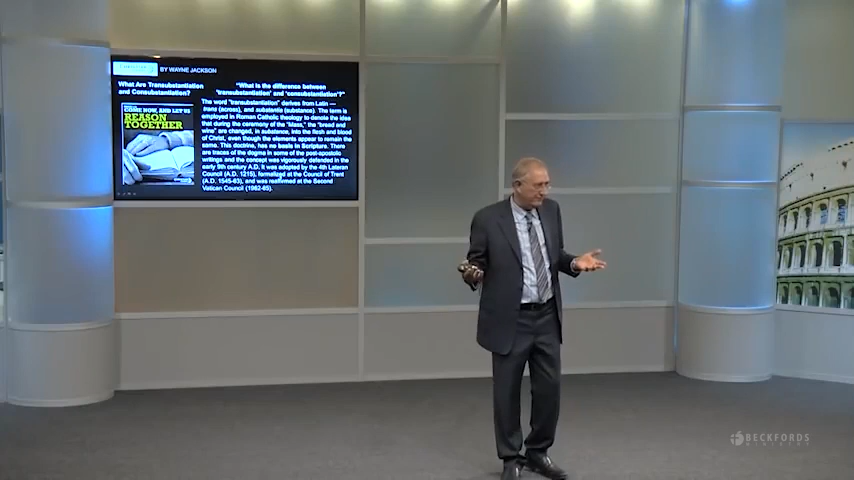 BY WAYNE JACKSON
What Are Transubstantiation
and Consubstantiation?
COME NOW, AND LET US
REASON
TOGETHER
"What is the difference between
'transubstantiation' and 'consubstantiation'?"
The word "transubstantiation" derives from Latin —
trans (across), and substantia (substance). The term is
employed in Roman Catholic theology to denote the idea
that during the ceremony of the "Mass," the "bread and
wine" are changed, in substance, into the flesh and blood
of Christ, even though the elements appear to remain the
same. This doctrine, has no basis in Scripture. There
are traces of the dogma in some of the post-apostolic
writings and the concept was vigorously defended in the
early 9th century A.D. It was adopted by the 4th Lateran
Council (A.D. 1215), formalized at the Council of Trent
(A.D. 1545-63), and was reaffirmed at the Second
Vatican Council (1962-65).
BECKFORDS
MINISTRY